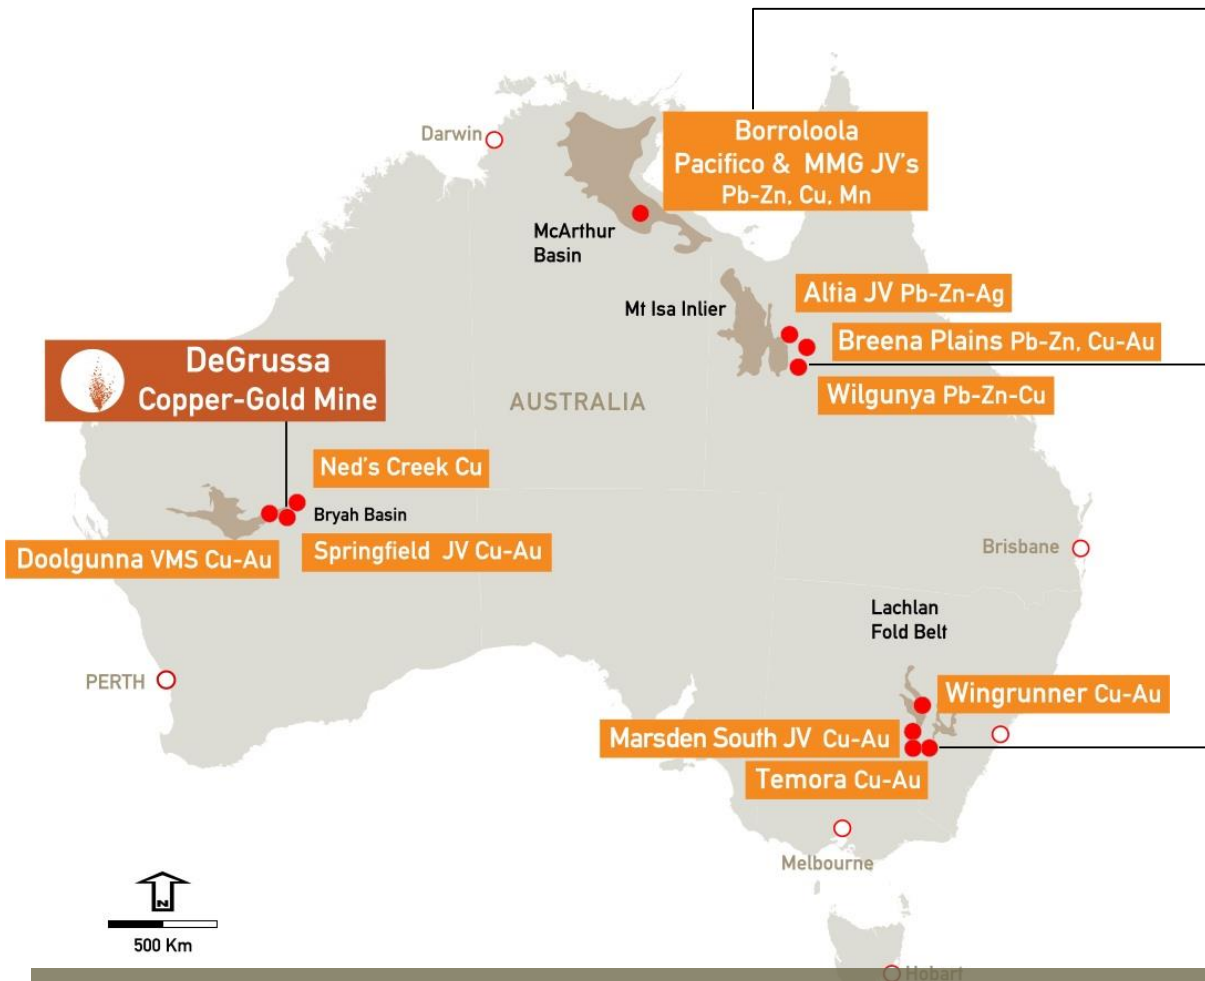 Darwin
Borroloola
Pacifico & MMG JV's
Pb-Zn, Cu, Mn
McArthur
Basin
Mt Isa Inlier
Altia JV Pb-Zn-Ag
Breena Plains Pb-Zn, Cu-Au
Wilgunya Pb-Zn-Cu
DeGrussa
Copper-Gold Mine
AUSTRALIA
Ned's Creek Cu
Bryah Basin
Doolgunna VMS Cu-Au
Springfield JV Cu-Au
Brisbane
Lachlan
Fold Belt
PERTH
Wingrunner Cu-Au
Marsden South JV Cu-Au
Temora Cu-Au
Melbourne
N
500 Km
Hobart